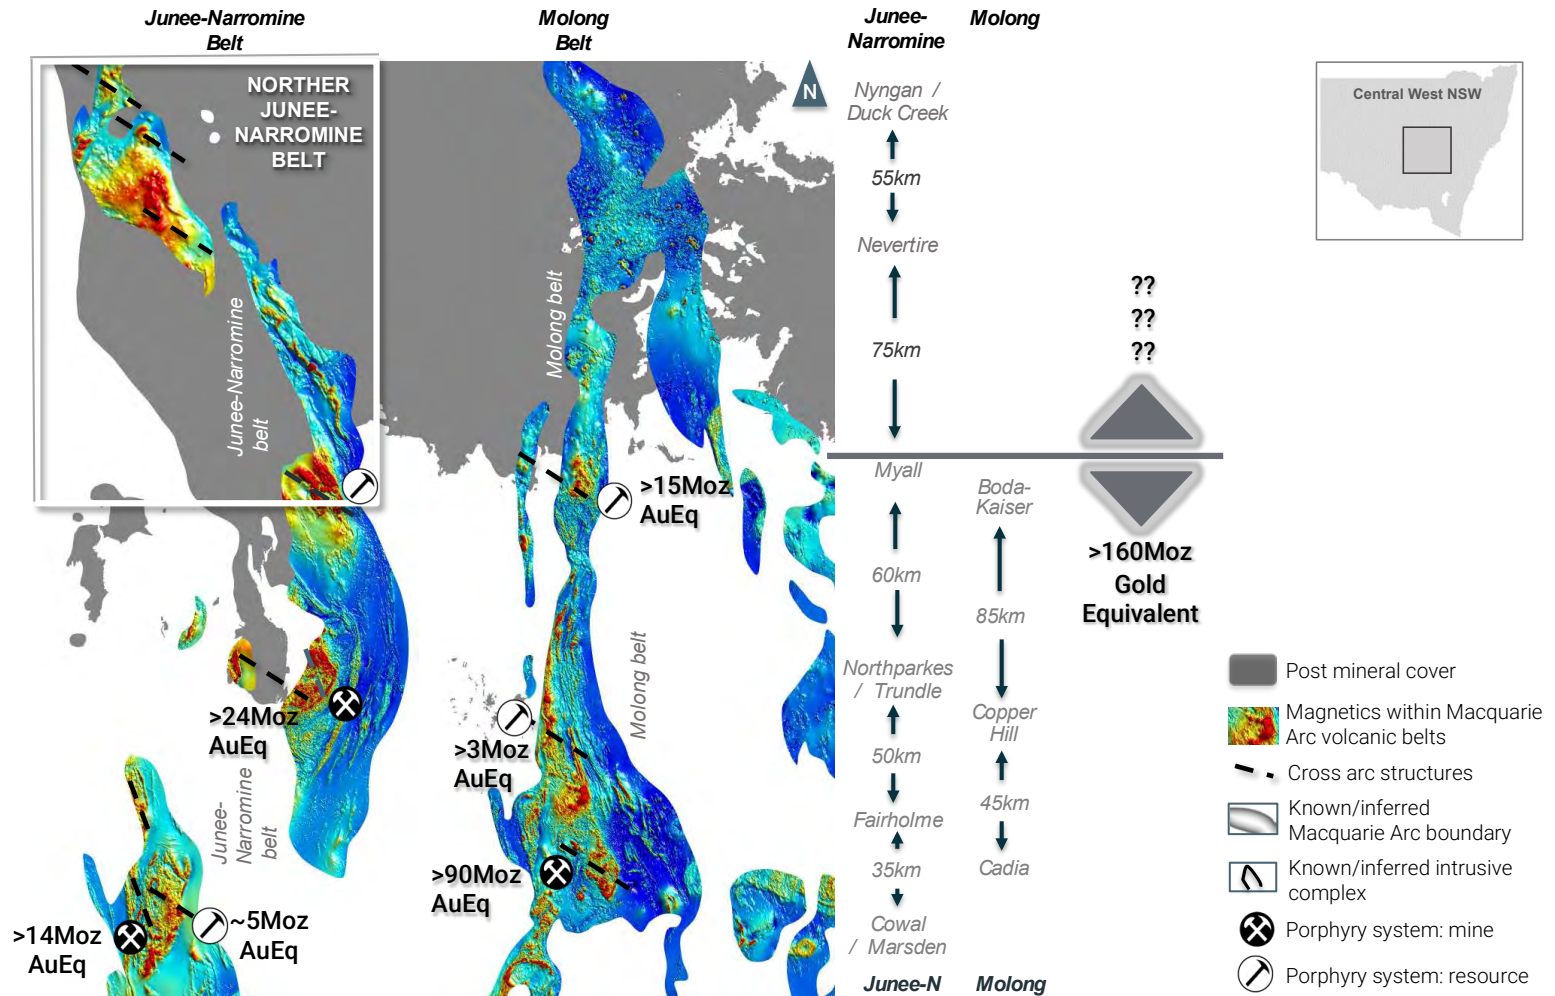 Junee-Narromine
Belt
Molong
Belt
Junee-
Narromine
Molong
NORTHER
JUNEE-
NARROMINE
BELT
N
Nyngan /
Duck Creek
55km
Nevertire
75km
Central West NSW
??
??
??
Junee-Narromine
belt
Molong belt
>15Moz
AuEq
Myall
Boda-
Kaiser
60km
85km
>160Moz
Gold
Equivalent
Northparkes
/ Trundle
Copper
Hill
>24Moz
AuEq
>3Moz
AuEq
Molong belt
50km
45km
Junee-
Narromine
belt
Fairholme
35km
Cadia
>90Moz
AuEq
>14Moz
AuEq
~5Moz
AuEq
Cowal
/ Marsden
Junee-N
Molong
Post mineral cover
Magnetics within Macquarie
Arc volcanic belts
Cross arc structures
Known/inferred
Macquarie Arc boundary
Known/inferred intrusive
complex
Porphyry system: mine
Porphyry system: resource